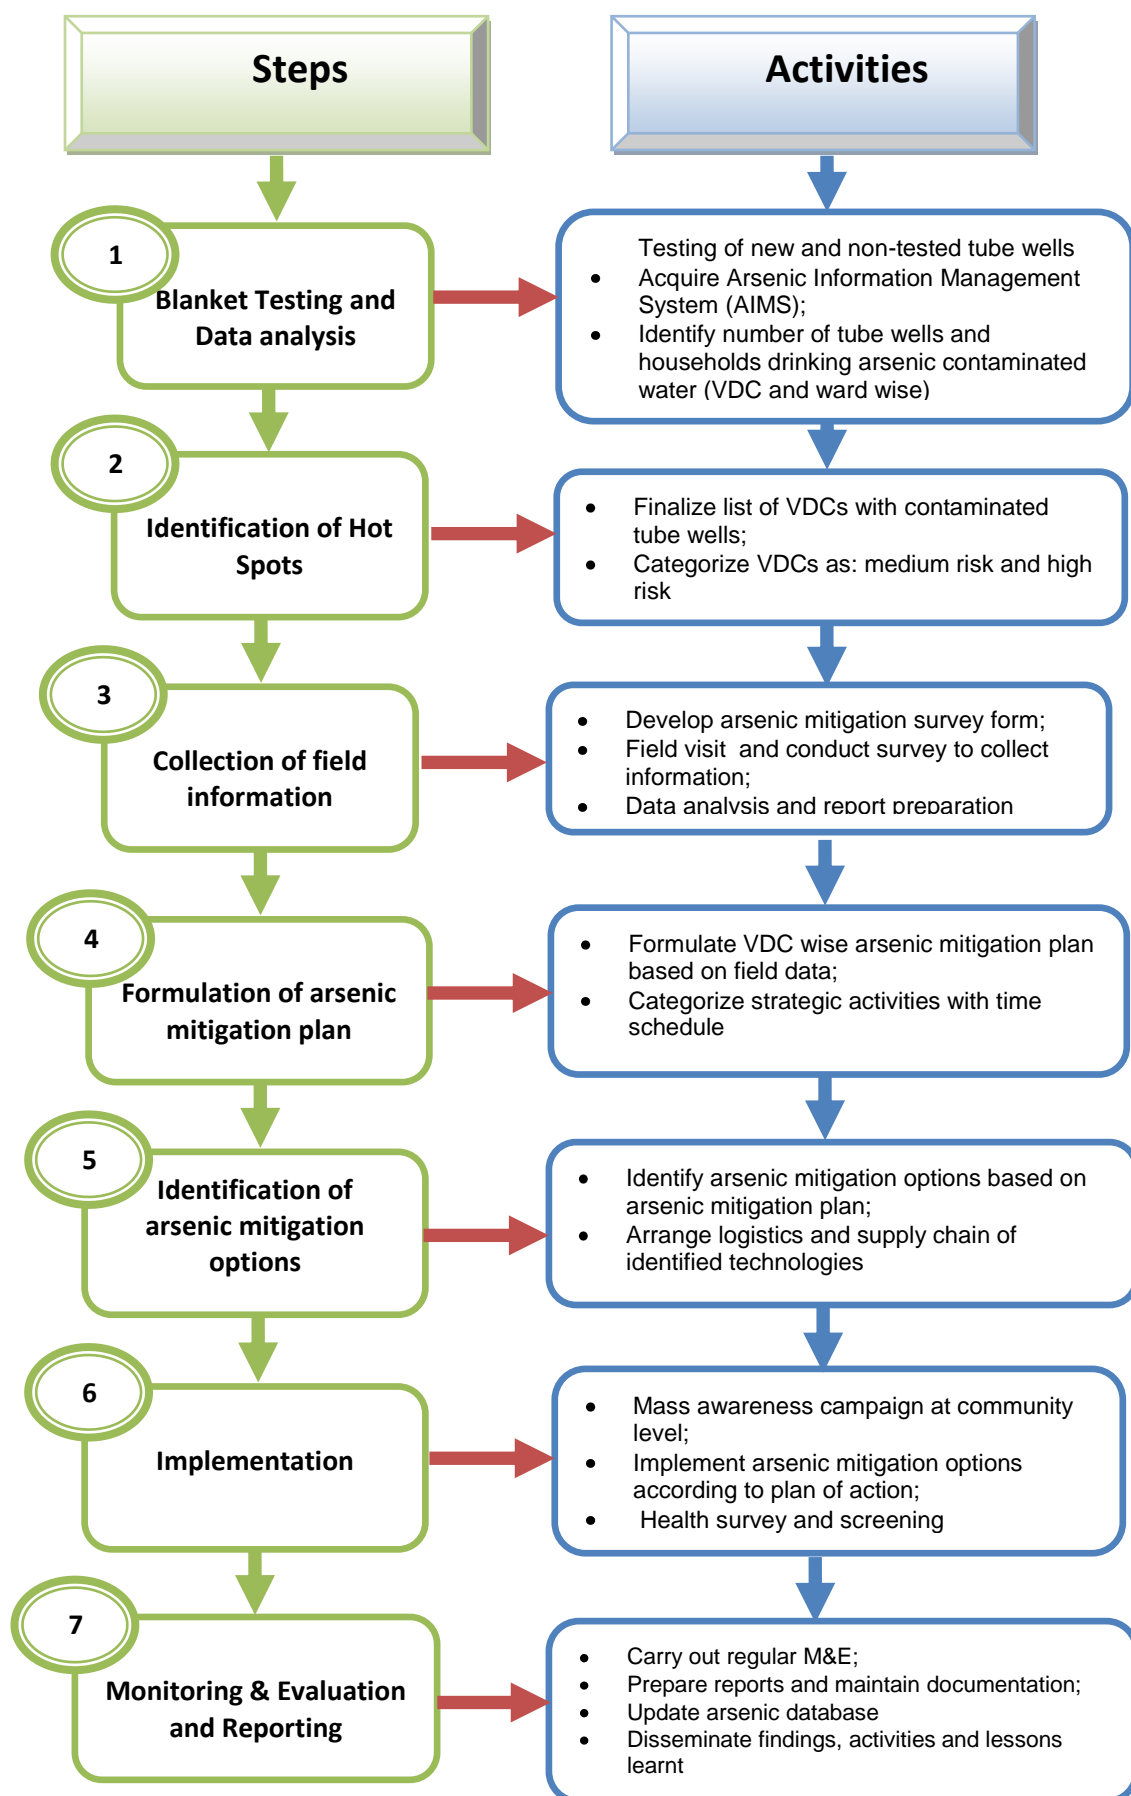 Steps
Activities
1
Blanket Testing and
Data analysis
Testing of new and non-tested tube wells
• Acquire Arsenic Information Management
System (AIMS);
• Identify number of tube wells and
households drinking arsenic contaminated
water (VDC and ward wise)
2
Identification of Hot
Spots
• Finalize list of VDCs with contaminated
tube wells;
• Categorize VDCs as: medium risk and high
risk
3
Collection of field
information
• Develop arsenic mitigation survey form;
• Field visit and conduct survey to collect
information;
• Data analysis and report preparation
4
Formulation of arsenic
mitigation plan
• Formulate VDC wise arsenic mitigation plan
based on field data;
• Categorize strategic activities with time
schedule
5
Identification of
arsenic mitigation
options
• Identify arsenic mitigation options based on
arsenic mitigation plan;
• Arrange logistics and supply chain of
identified technologies
6
Implementation
• Mass awareness campaign at community
level;
• Implement arsenic mitigation options
according to plan of action;
• Health survey and screening
7
Monitoring & Evaluation
and Reporting
• Carry out regular M&E;
• Prepare reports and maintain documentation;
• Update arsenic database
• Disseminate findings, activities and lessons
learnt